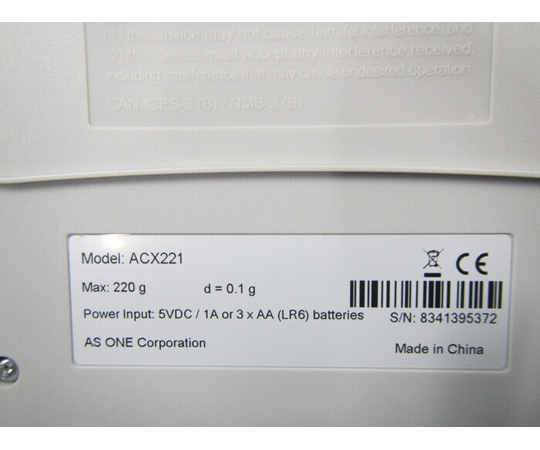 (1) this device may not cause harmful interference, and
(2) this device must accept any interference received,
including interference that may cause undesired operation.
CAN ICES-3 (B) / NMB-3 (B)
Model: ACX221
CE
Max: 220 g d = 0.1 g
Power Input: 5VDC / 1A or 3 x AA (LR6) batteries
S/N: 8341395372
AS ONE Corporation
Made in China